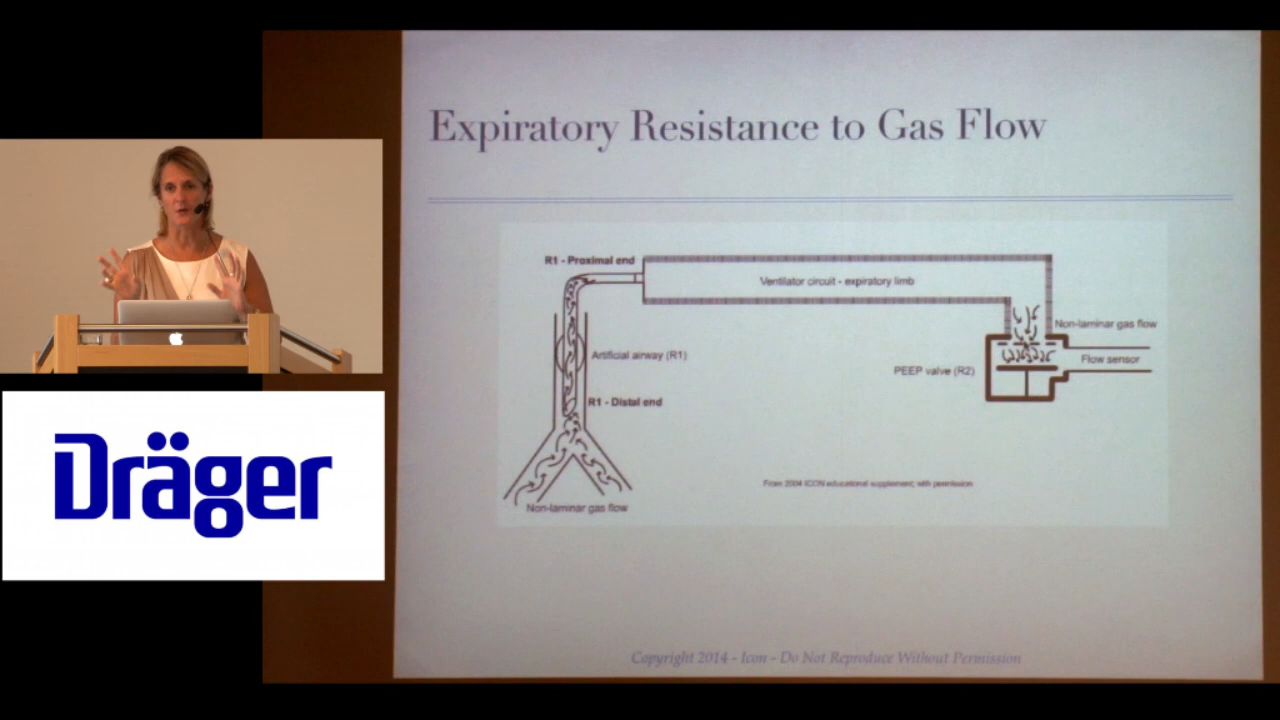 Expiratory Resistance to Gas Flow
R1 - Proximal end
Ventilator circuit - expiratory limb
Non-laminar gas flow
Artificial airway (R1)
Flow sensor
PEEP valve (R2)
R1 - Distal end
From 2004 ICON educational supplement; with permission
Non-laminar gas flow
Copyright 2014 - Icon - Do Not Reproduce Without Permission
Dräger